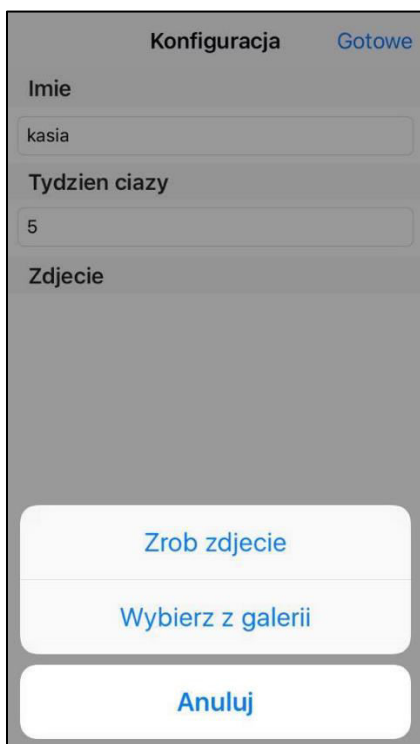 Konfiguracja Gotowe
Imie
kasia
Tydzien ciazy
5
Zdjecie
Zrob zdjecie
Wybierz z galerii
Anuluj